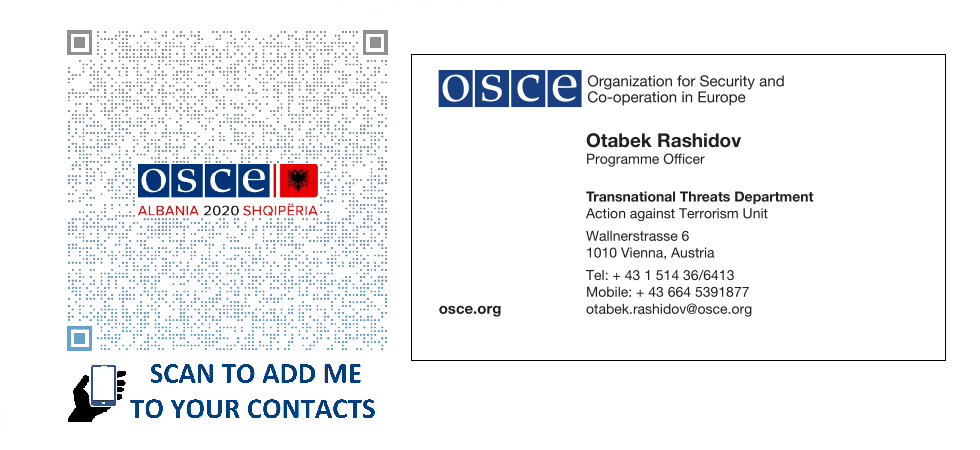 osce
ALBANIA 2020 SHQIPËRIA
SCAN TO ADD ME
TO YOUR CONTACTS
osce Organization for Security and
Co-operation in Europe
Otabek Rashidov
Programme Officer
Transnational Threats Department
Action against Terrorism Unit
Wallnerstrasse 6
1010 Vienna, Austria
Tel: + 43 1 514 36/6413
Mobile: + 43 664 5391877
osce.org otabek.rashidov@osce.org